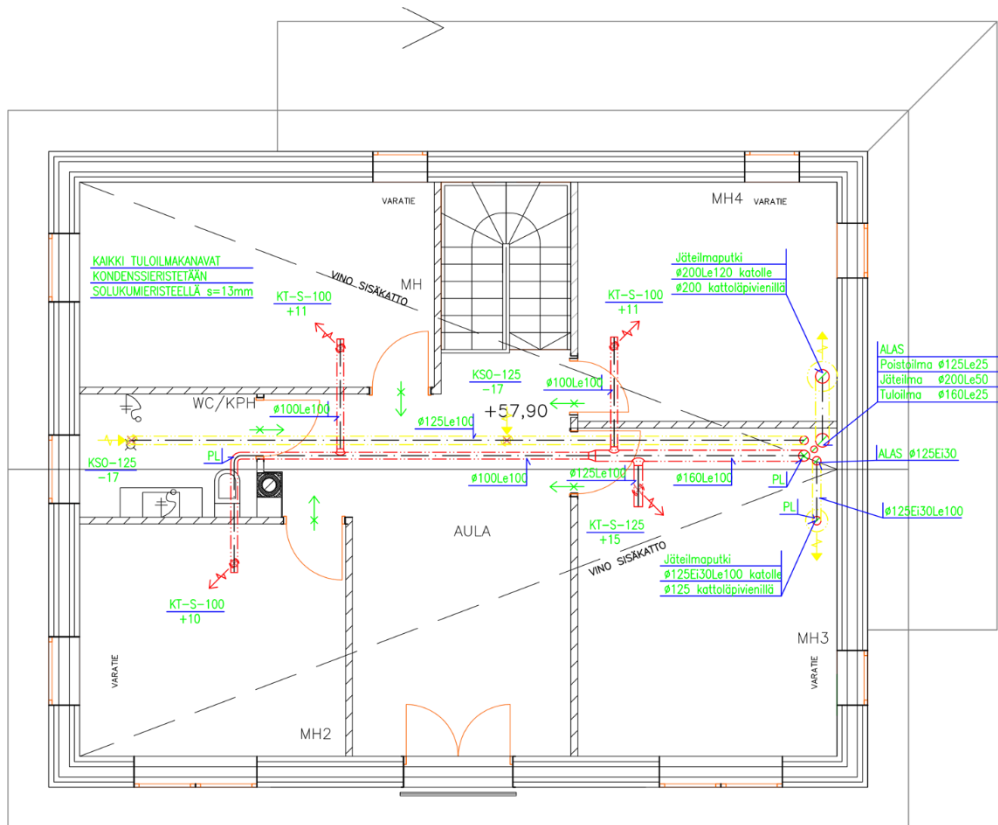 MH4
VARATIE
VARATIE
Jäteilmaputki
ø200Le120 katolle
ø200 kattoläpivienillä
KAIKKI TULOILMAKANAVAT
KONDENSSIERISTETÄÄN
SOLUKUMIERISTEELLÄ s=13mm
VINO SISÄKATTO
MH
KT-S-100
+11
KT-S-100
+11
ALAS
Poistoilma ø125Le25
Jäteilma ø200Le50
Tuloilma ø160Le25
KSO-125
-17
ø100Le100
WC/KPH
ø100Le100
ø125Le100
+57,90
KSO-125
-17
PL
ø100Le100
ø125Le100
ø160Le100
PL
ALAS ø125Ei30
PL
ø125Ei30Le100
AULA
KT-S-125
+15
VINO SISÄKATTO
Jäteilmaputki
ø125Ei30Le100 katolle
ø125 kattoläpivienillä
KT-S-100
+10
MH3
VARATIE
VARATIE
MH2